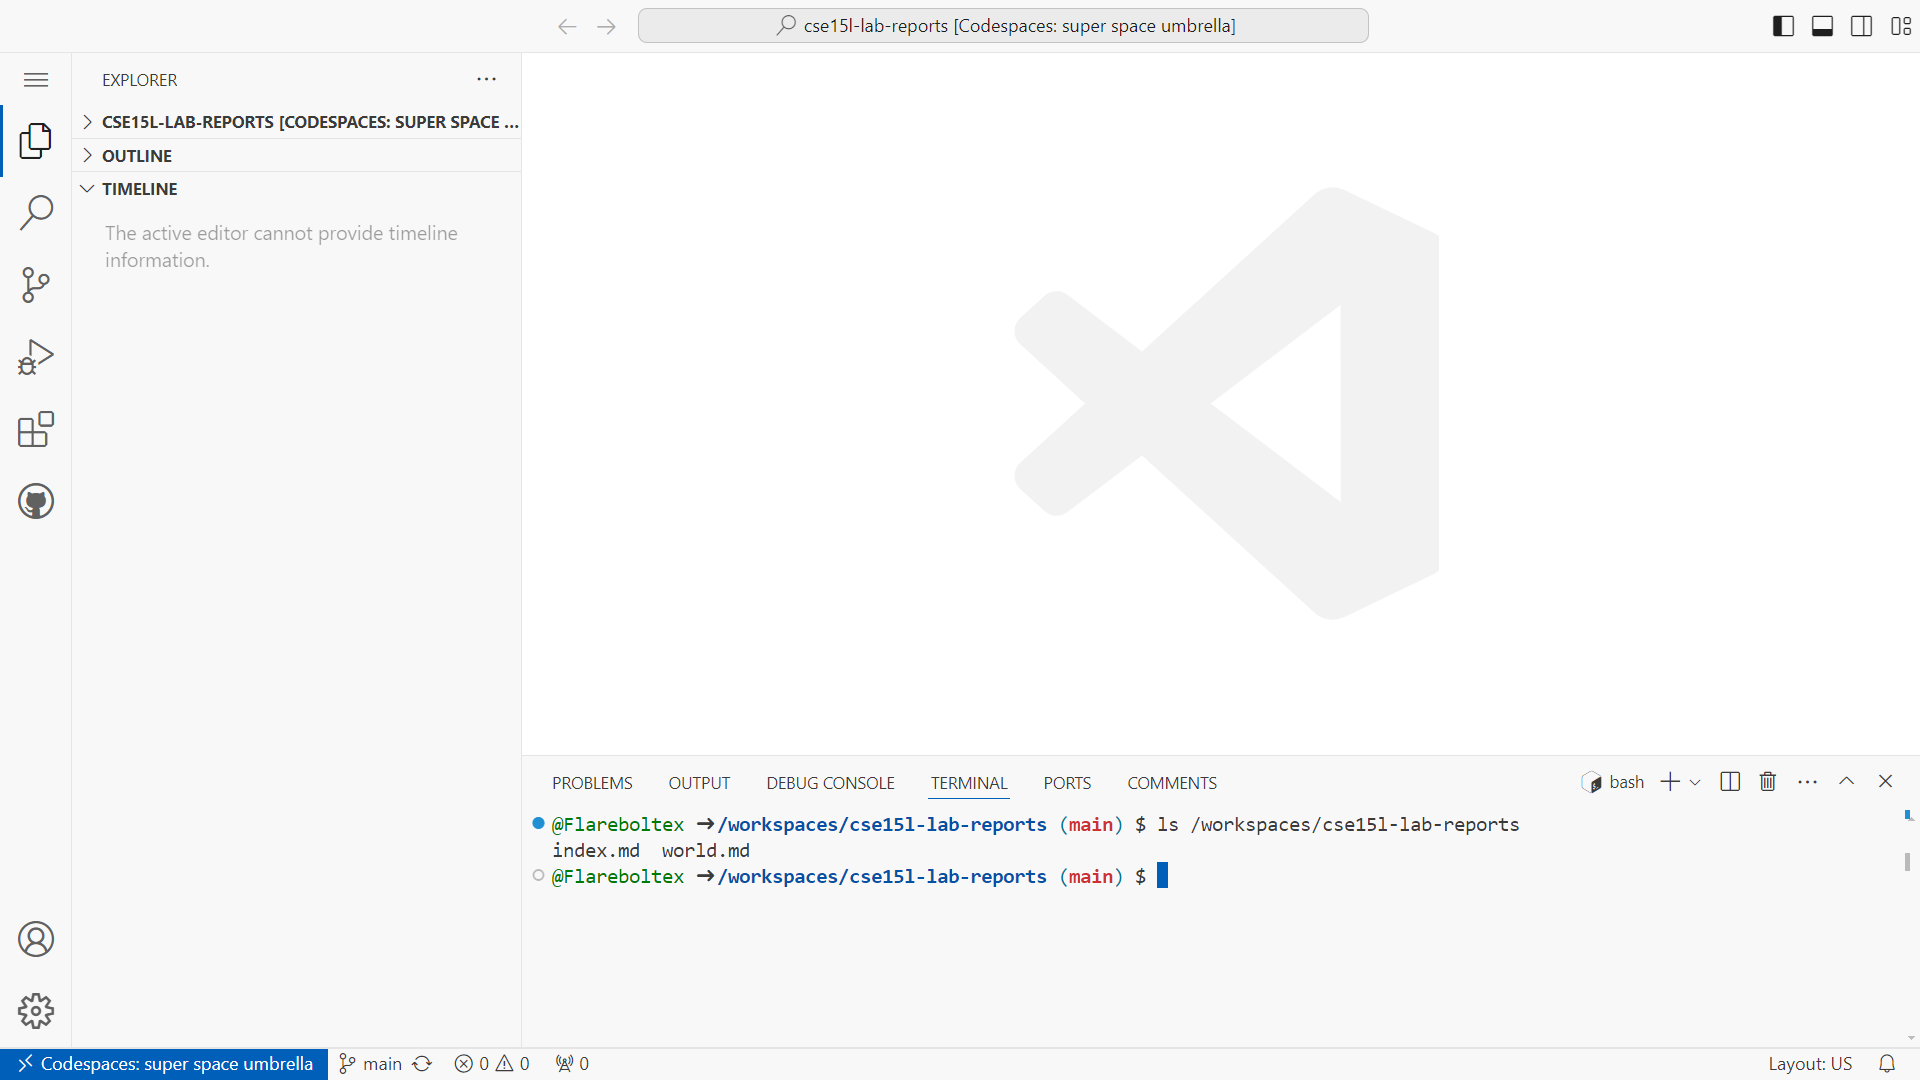 cse15l-lab-reports [Codespaces: super space umbrella]
EXPLORER
CSE15L-LAB-REPORTS [CODESPACES: SUPER SPACE ...
OUTLINE
TIMELINE
The active editor cannot provide timeline
information.
PROBLEMS OUTPUT DEBUG CONSOLE TERMINAL PORTS COMMENTS bash
@Flareboltex ➜/workspaces/cse15l-lab-reports (main) $ ls /workspaces/cse15l-lab-reports
index.md  world.md
@Flareboltex ➜/workspaces/cse15l-lab-reports (main) $
Codespaces: super space umbrella main 0 0 0 Layout: US